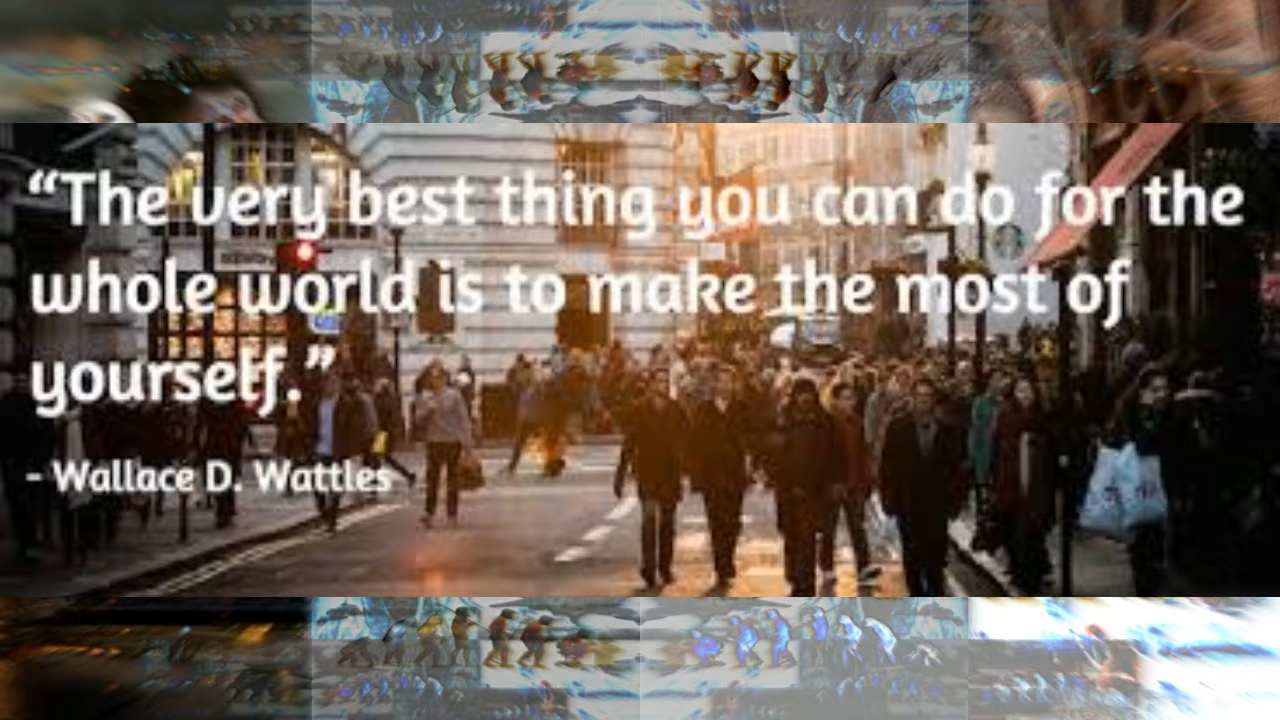 “The very best thing you can do for the
whole world is to make the most of
yourself.”
- Wallace D. Wattles